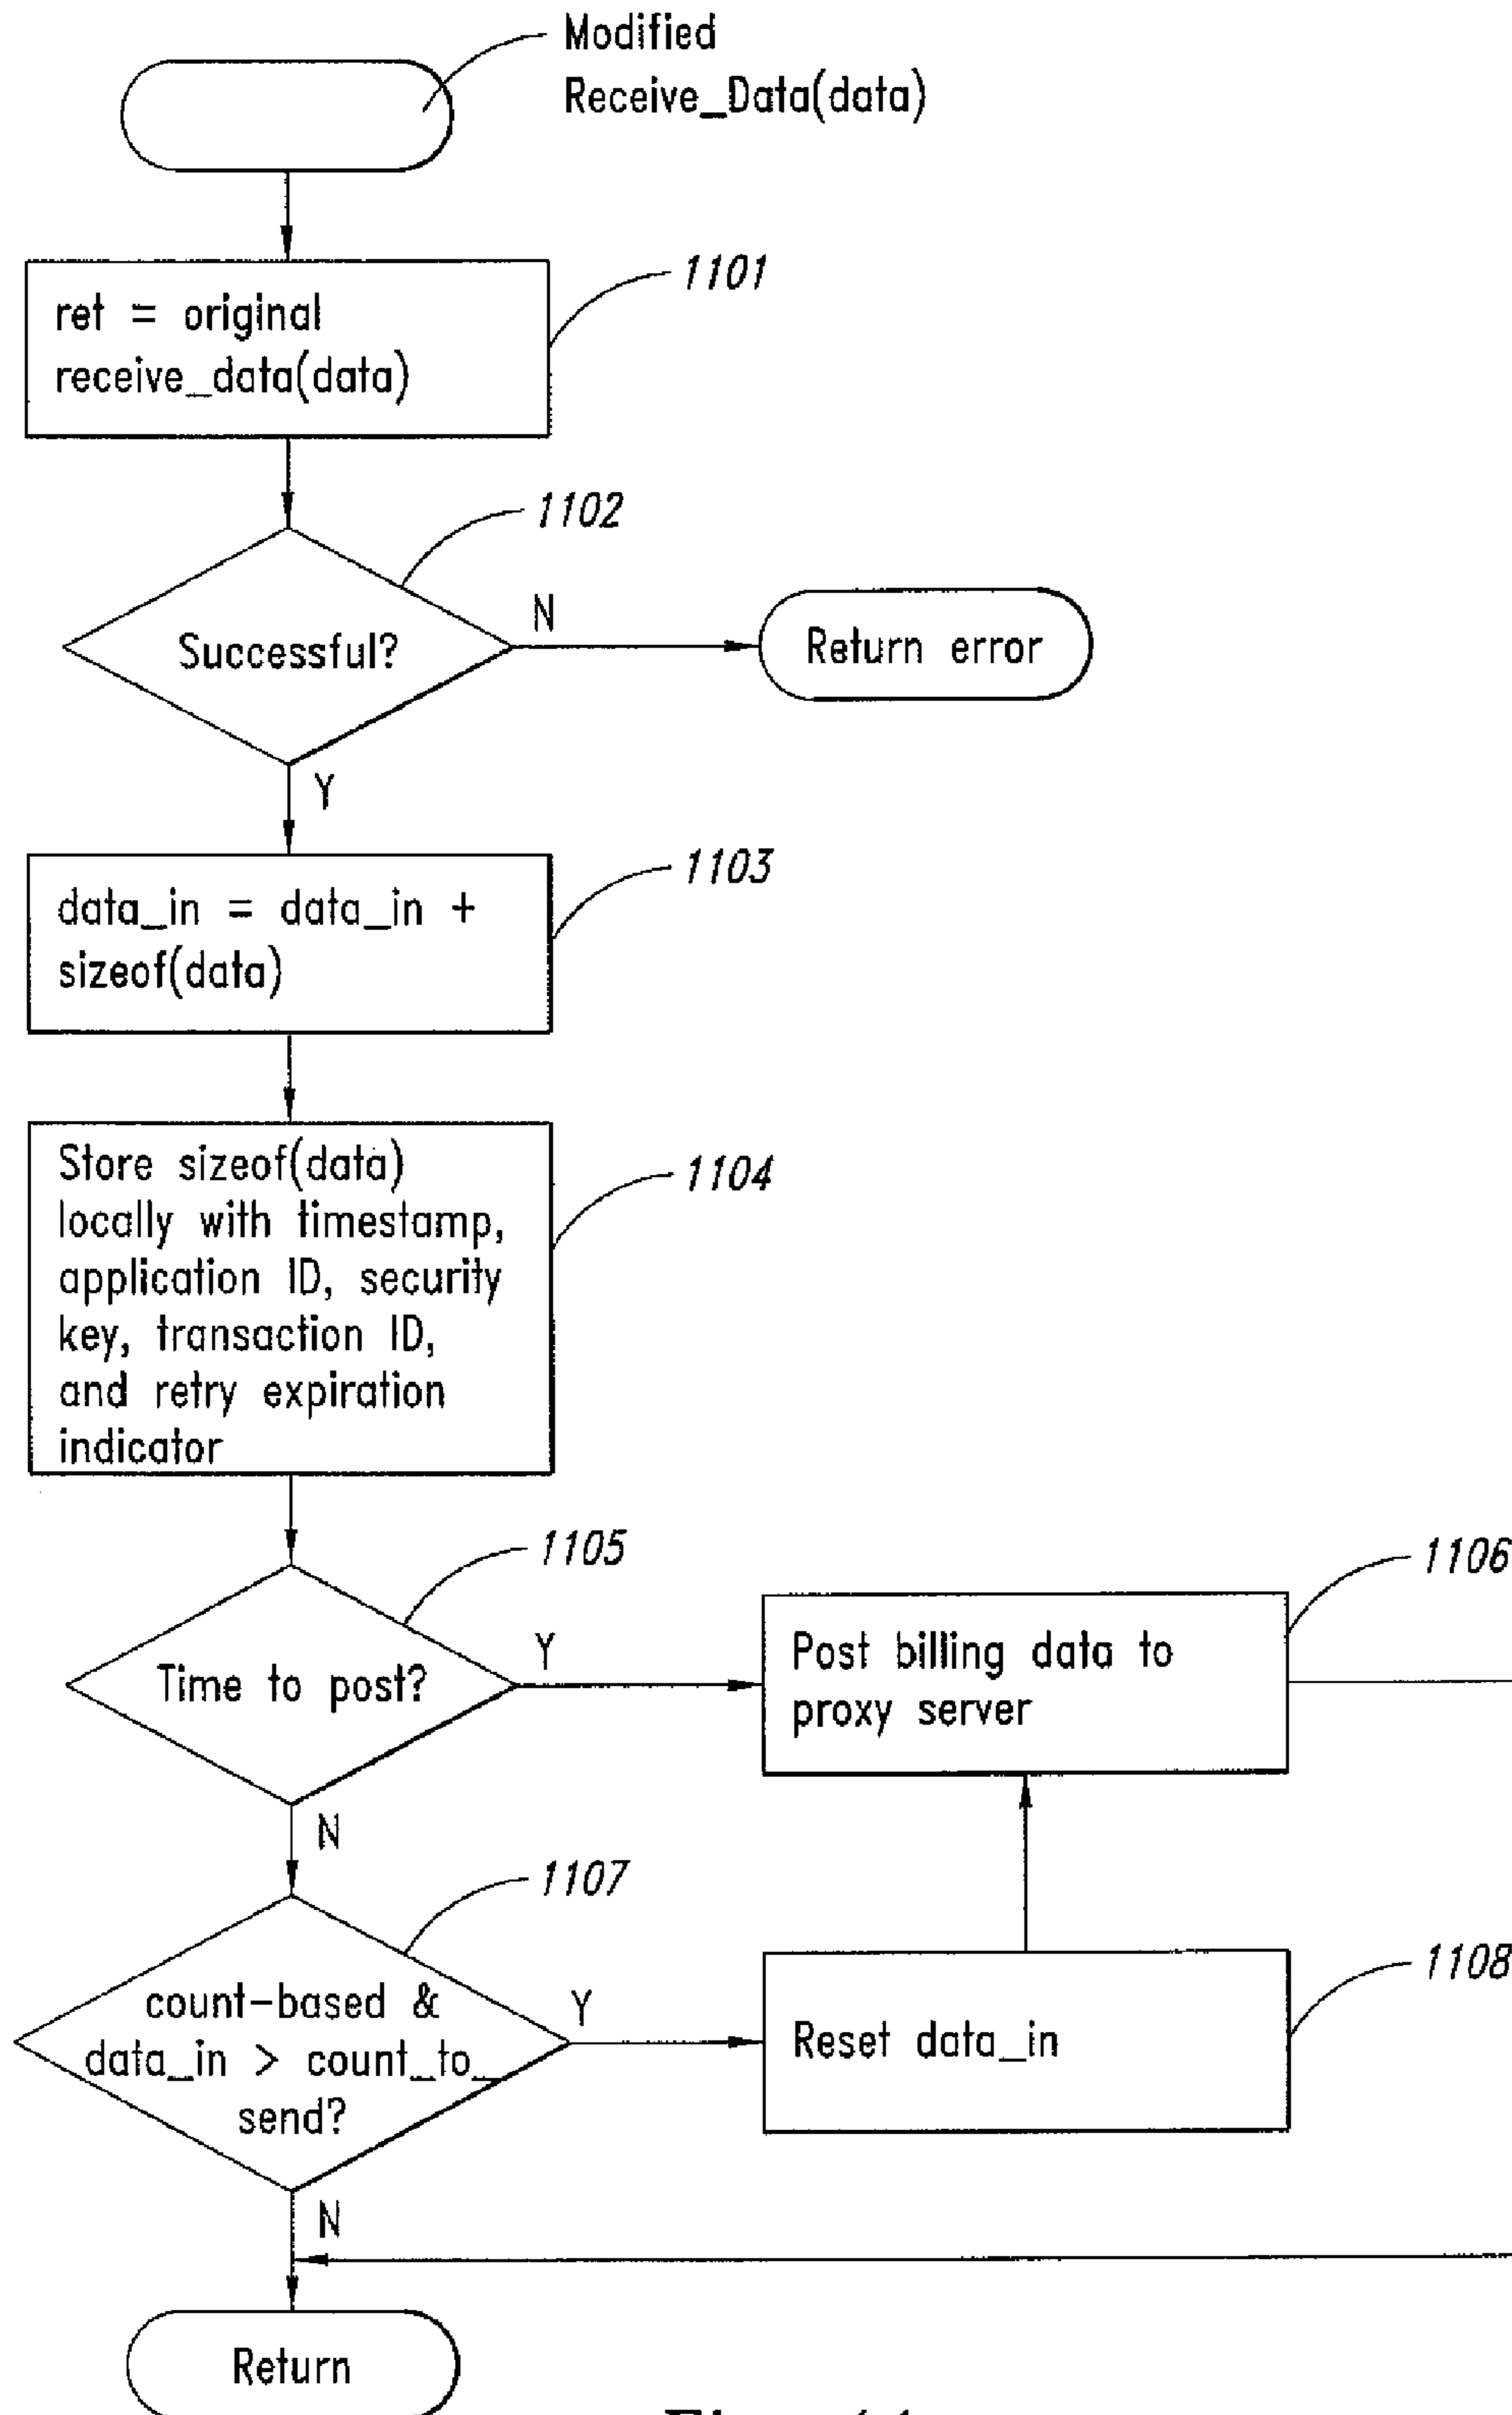 Modified
Receive_Data(data)
1101
ret = original
receive_data(data)
1102
Successful?
N
Return error
Y
1103
data_in = data_in +
sizeof(data)
1104
Store sizeof(data)
locally with timestamp,
application ID, security
key, transaction ID,
and retry expiration
indicator
1105
Time to post?
Y
1106
Post billing data to
proxy server
N
1107
count-based &
data_in > count_to_
send?
Y
1108
Reset data_in
N
Return